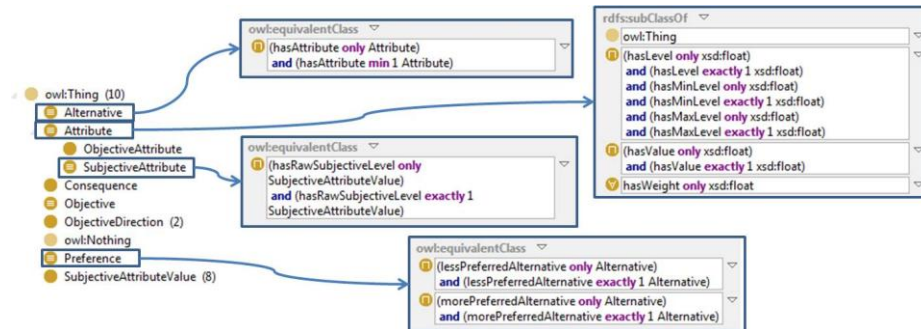 owl:Thing (10)
Alternative
Attribute
ObjectiveAttribute
SubjectiveAttribute
Consequence
Objective
ObjectiveDirection (2)
owl:Nothing
Preference
SubjectiveAttributeValue (8)
owl:equivalentClass
(hasAttribute only Attribute)
and (hasAttribute min 1 Attribute)
owl:equivalentClass
(hasRawSubjectiveLevel only
SubjectiveAttributeValue)
and (hasRawSubjectiveLevel exactly 1
SubjectiveAttributeValue)
owl:equivalentClass
(lessPreferredAlternative only Alternative)
and (lessPreferredAlternative exactly 1 Alternative)
(morePreferredAlternative only Alternative)
and (morePreferredAlternative exactly 1 Alternative)
rdfs:subClassOf
owl:Thing
(hasLevel only xsd:float)
and (hasLevel exactly 1 xsd:float)
and (hasMinLevel only xsd:float)
and (hasMinLevel exactly 1 xsd:float)
and (hasMaxLevel only xsd:float)
and (hasMaxLevel exactly 1 xsd:float)
(hasValue only xsd:float)
and (hasValue exactly 1 xsd:float)
hasWeight only xsd:float